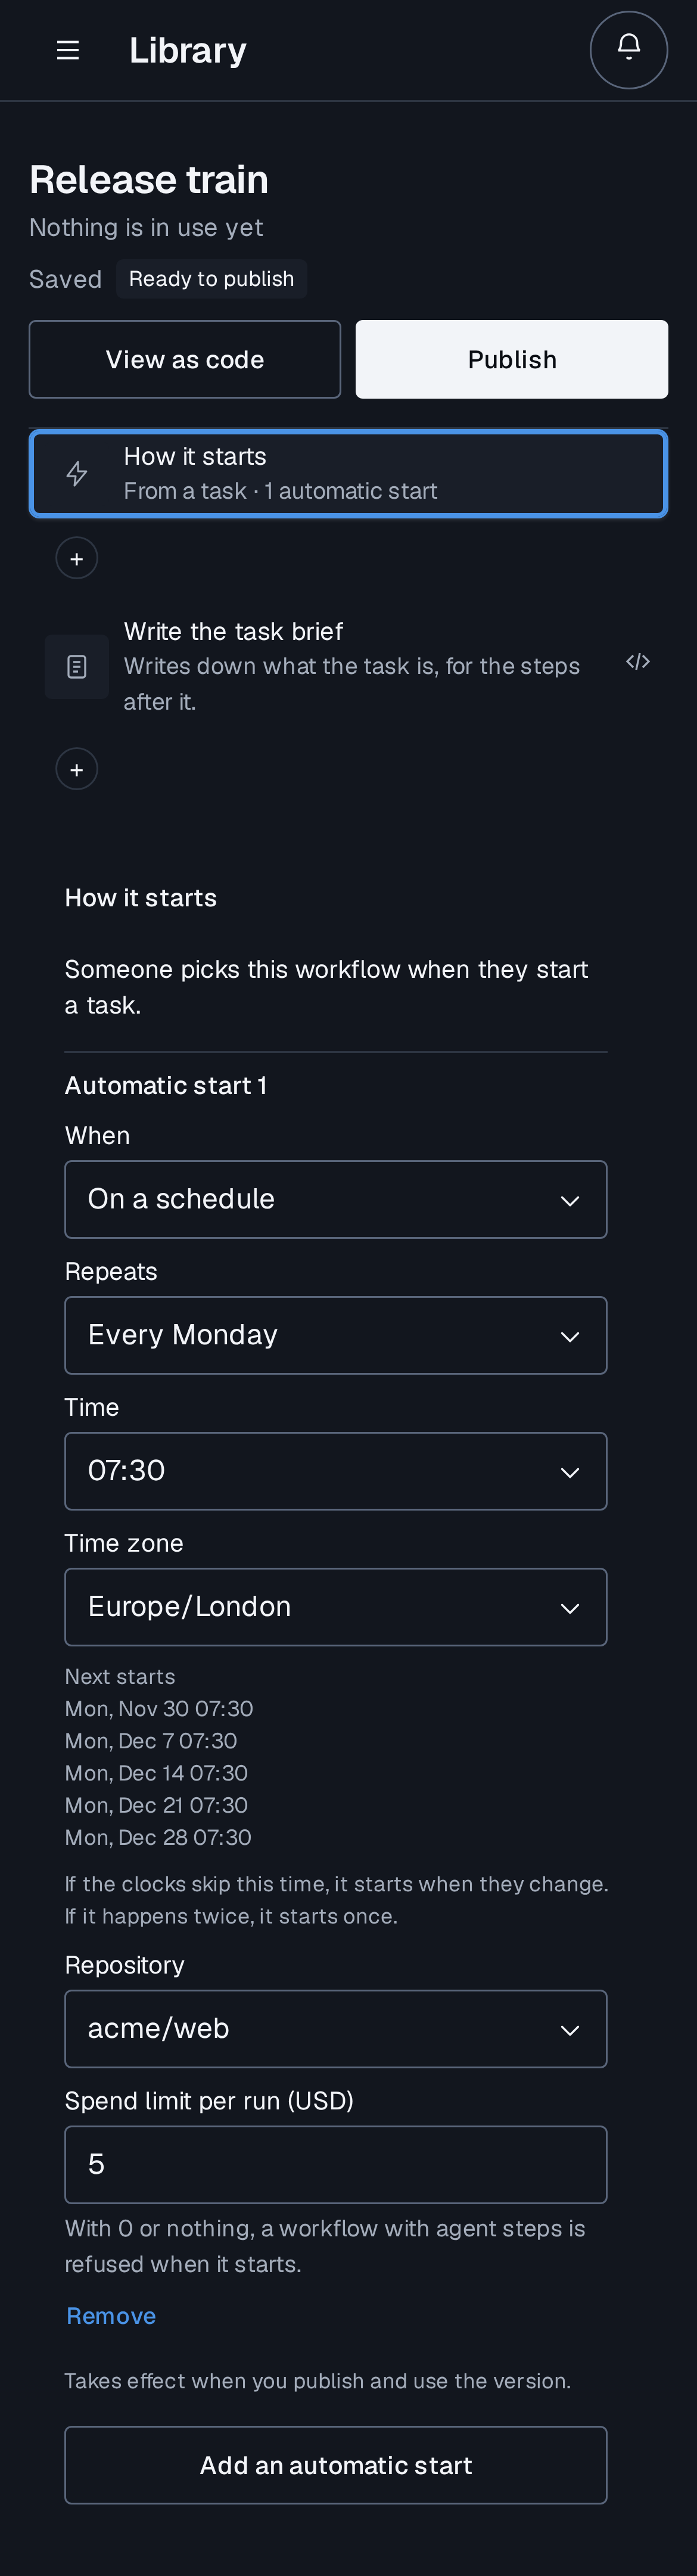 Library
Release train
Nothing is in use yet
Saved
Ready to publish
View as code
Publish
How it starts
From a task · 1 automatic start
+
Write the task brief
Writes down what the task is, for the steps
after it.
+
How it starts
Someone picks this workflow when they start
a task.
Automatic start 1
When
On a schedule
Repeats
Every Monday
Time
07:30
Time zone
Europe/London
Next starts
Mon, Nov 30 07:30
Mon, Dec 7 07:30
Mon, Dec 14 07:30
Mon, Dec 21 07:30
Mon, Dec 28 07:30
If the clocks skip this time, it starts when they change.
If it happens twice, it starts once.
Repository
acme/web
Spend limit per run (USD)
5
With 0 or nothing, a workflow with agent steps is
refused when it starts.
Remove
Takes effect when you publish and use the version.
Add an automatic start